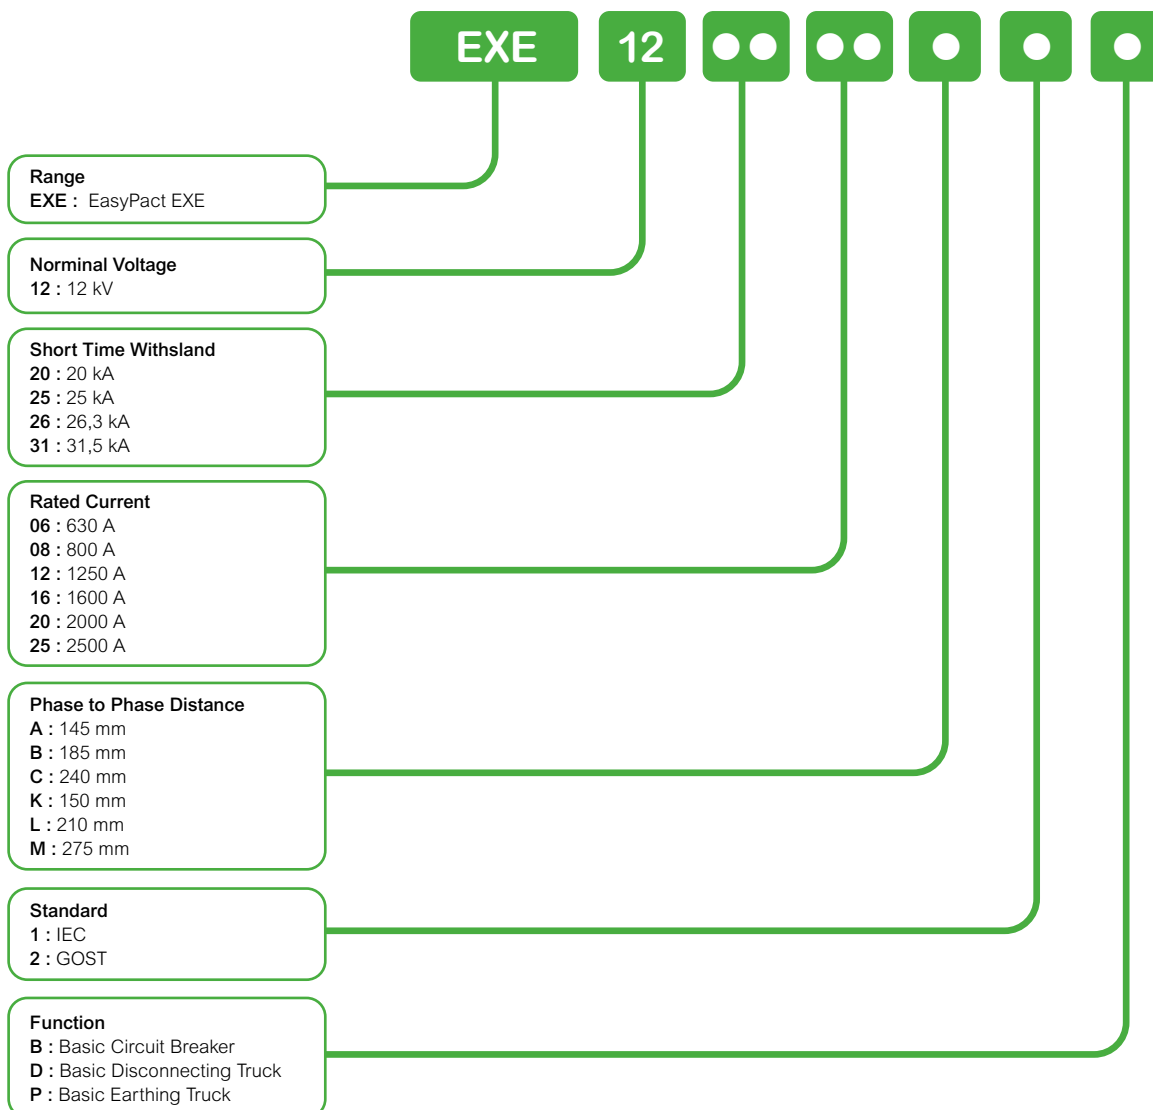 EXE 12
Range
EXE : EasyPact EXE
Norminal Voltage
12 : 12 kV
Short Time Withsland
20 : 20 kA
25 : 25 kA
26 : 26,3 kA
31 : 31,5 kA
Rated Current
06 : 630 A
08 : 800 A
12 : 1250 A
16 : 1600 A
20 : 2000 A
25 : 2500 A
Phase to Phase Distance
A : 145 mm
B : 185 mm
C : 240 mm
K : 150 mm
L : 210 mm
M : 275 mm
Standard
1 : IEC
2 : GOST
Function
B : Basic Circuit Breaker
D : Basic Disconnecting Truck
P : Basic Earthing Truck